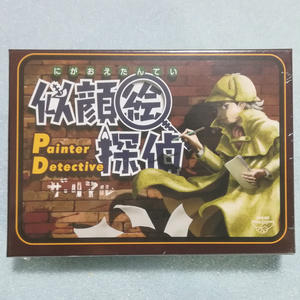 にがおえたんてい
似顔絵
Painter
Detective
探偵
ザ・リアル